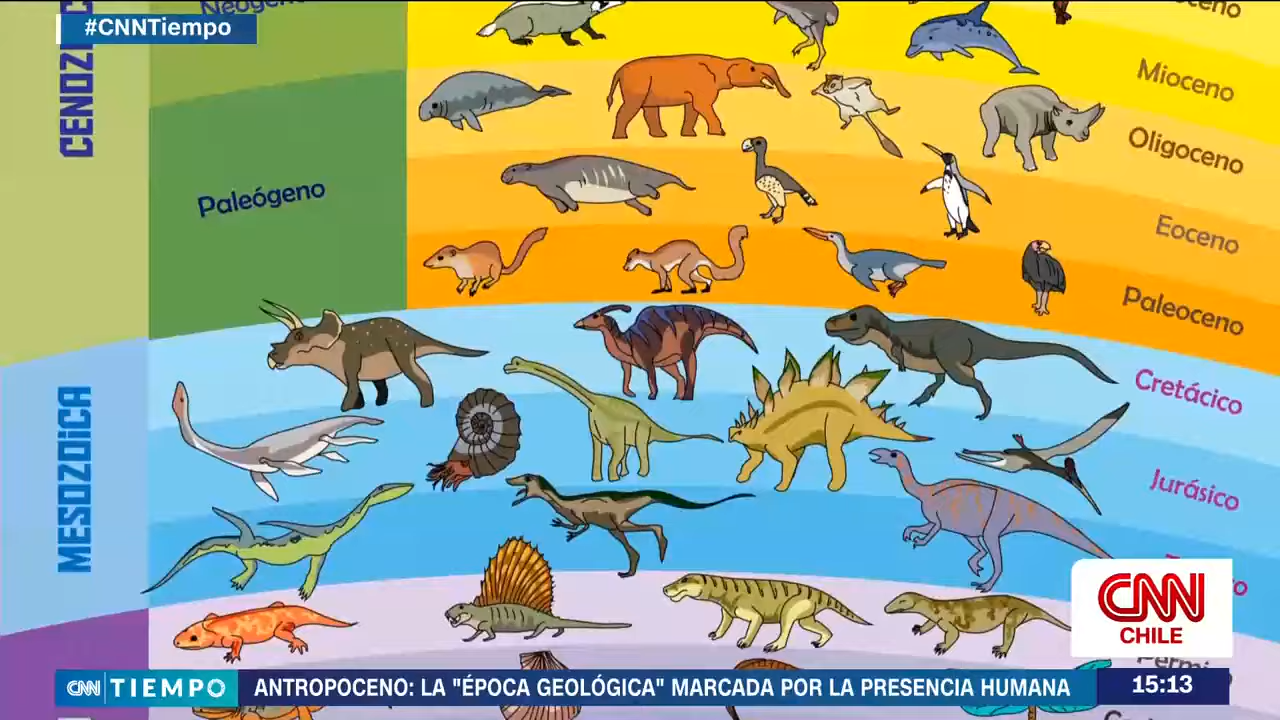 Neógeno
#CNNTiempo
CENOZ
Mioceno
Oligoceno
Paleógeno
Eoceno
Paleoceno
Cretácico
MESOZOiCA
Jurásico
CNN
CHILE
CNN TIEMPO
ANTROPOCENO: LA "ÉPOCA GEOLÓGICA" MARCADA POR LA PRESENCIA HUMANA
15:13